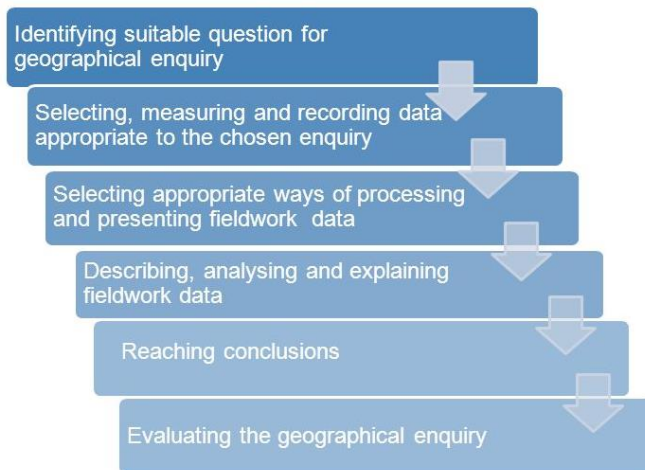 Identifying suitable question for
geographical enquiry
Selecting, measuring and recording data
appropriate to the chosen enquiry
Selecting appropriate ways of processing
and presenting fieldwork data
Describing, analysing and explaining
fieldwork data
Reaching conclusions
Evaluating the geographical enquiry